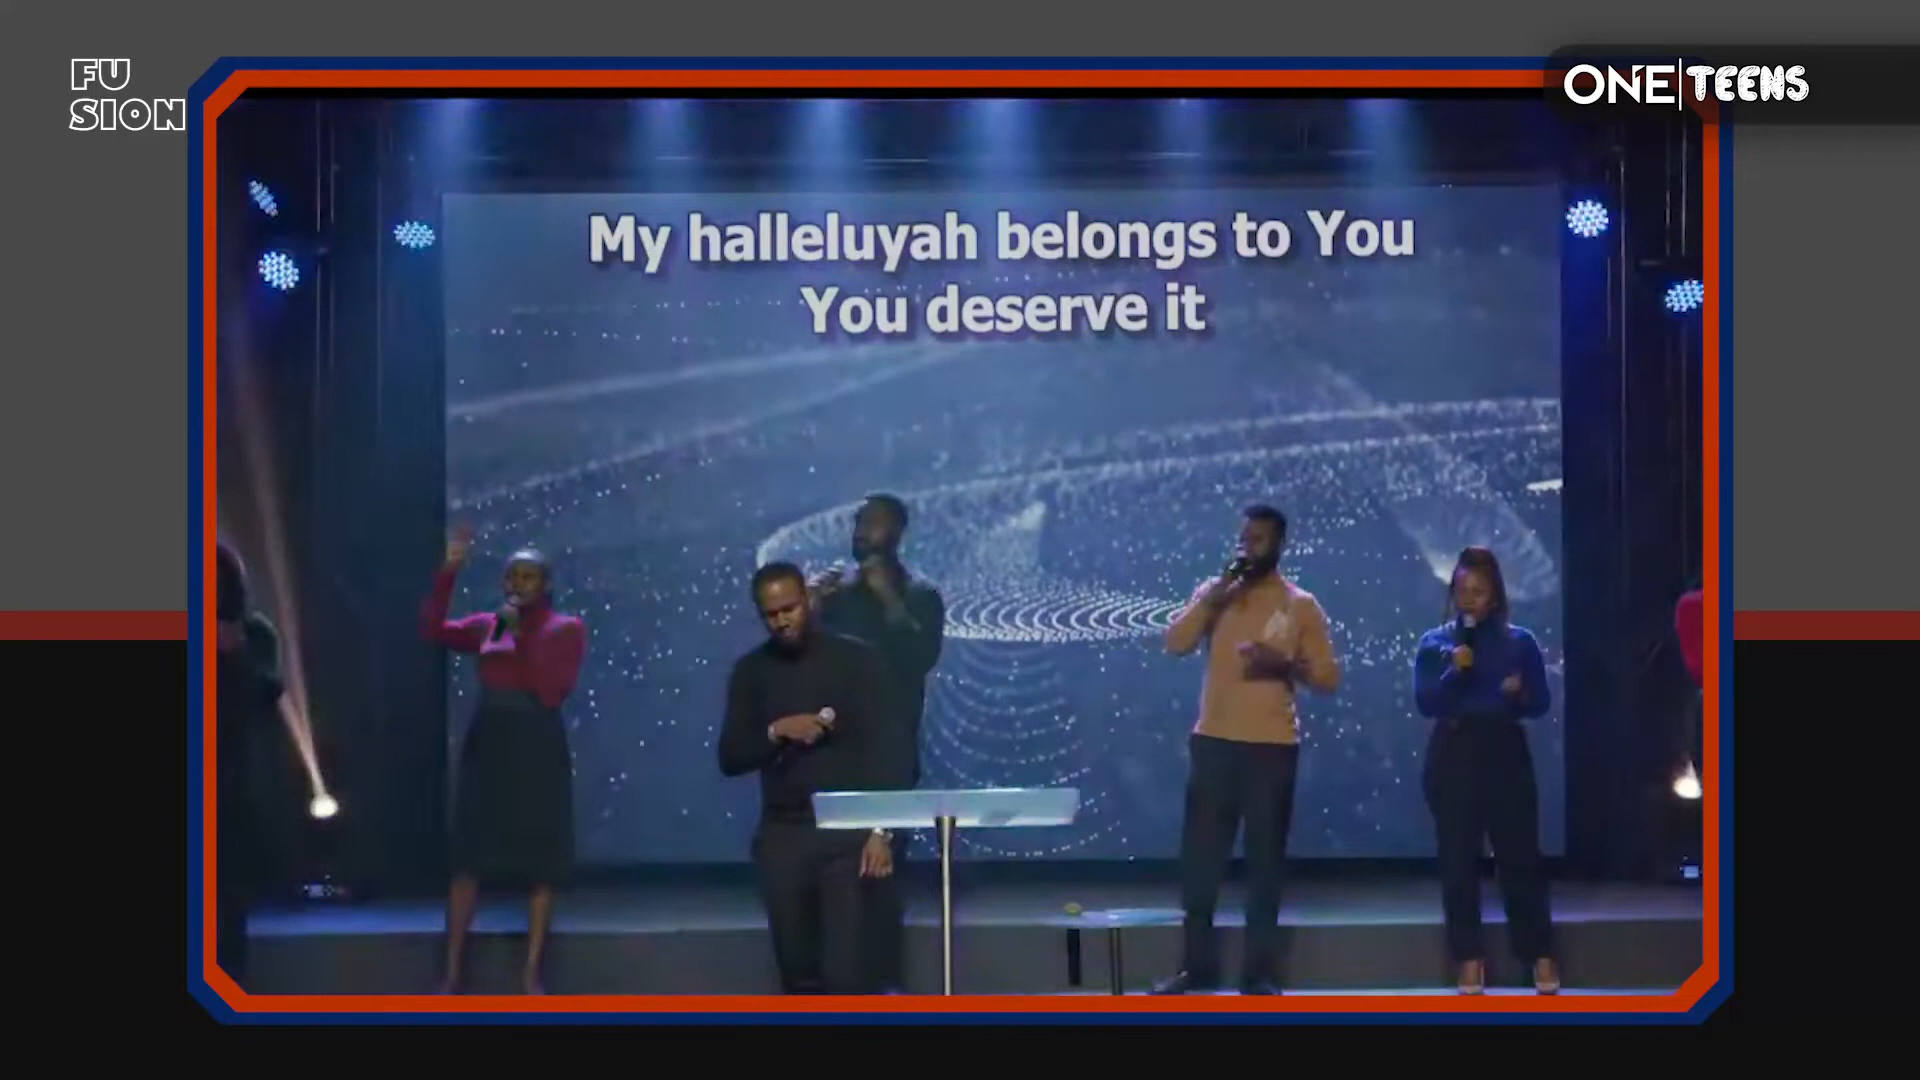 FU
SION
ONE TEENS
My halleluyah belongs to You
You deserve it